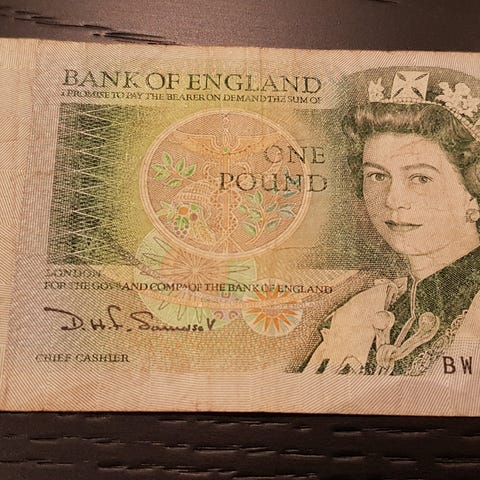 BANK OF ENGLAND
I PROMISE TO PAY THE BEARER ON DEMAND THE SUM OF
ONE
POUND
LONDON
FOR THE GOVR AND COMPA OF THE BANK OF ENGLAND
D.H.F. Somerset
CHIEF CASHIER
BW